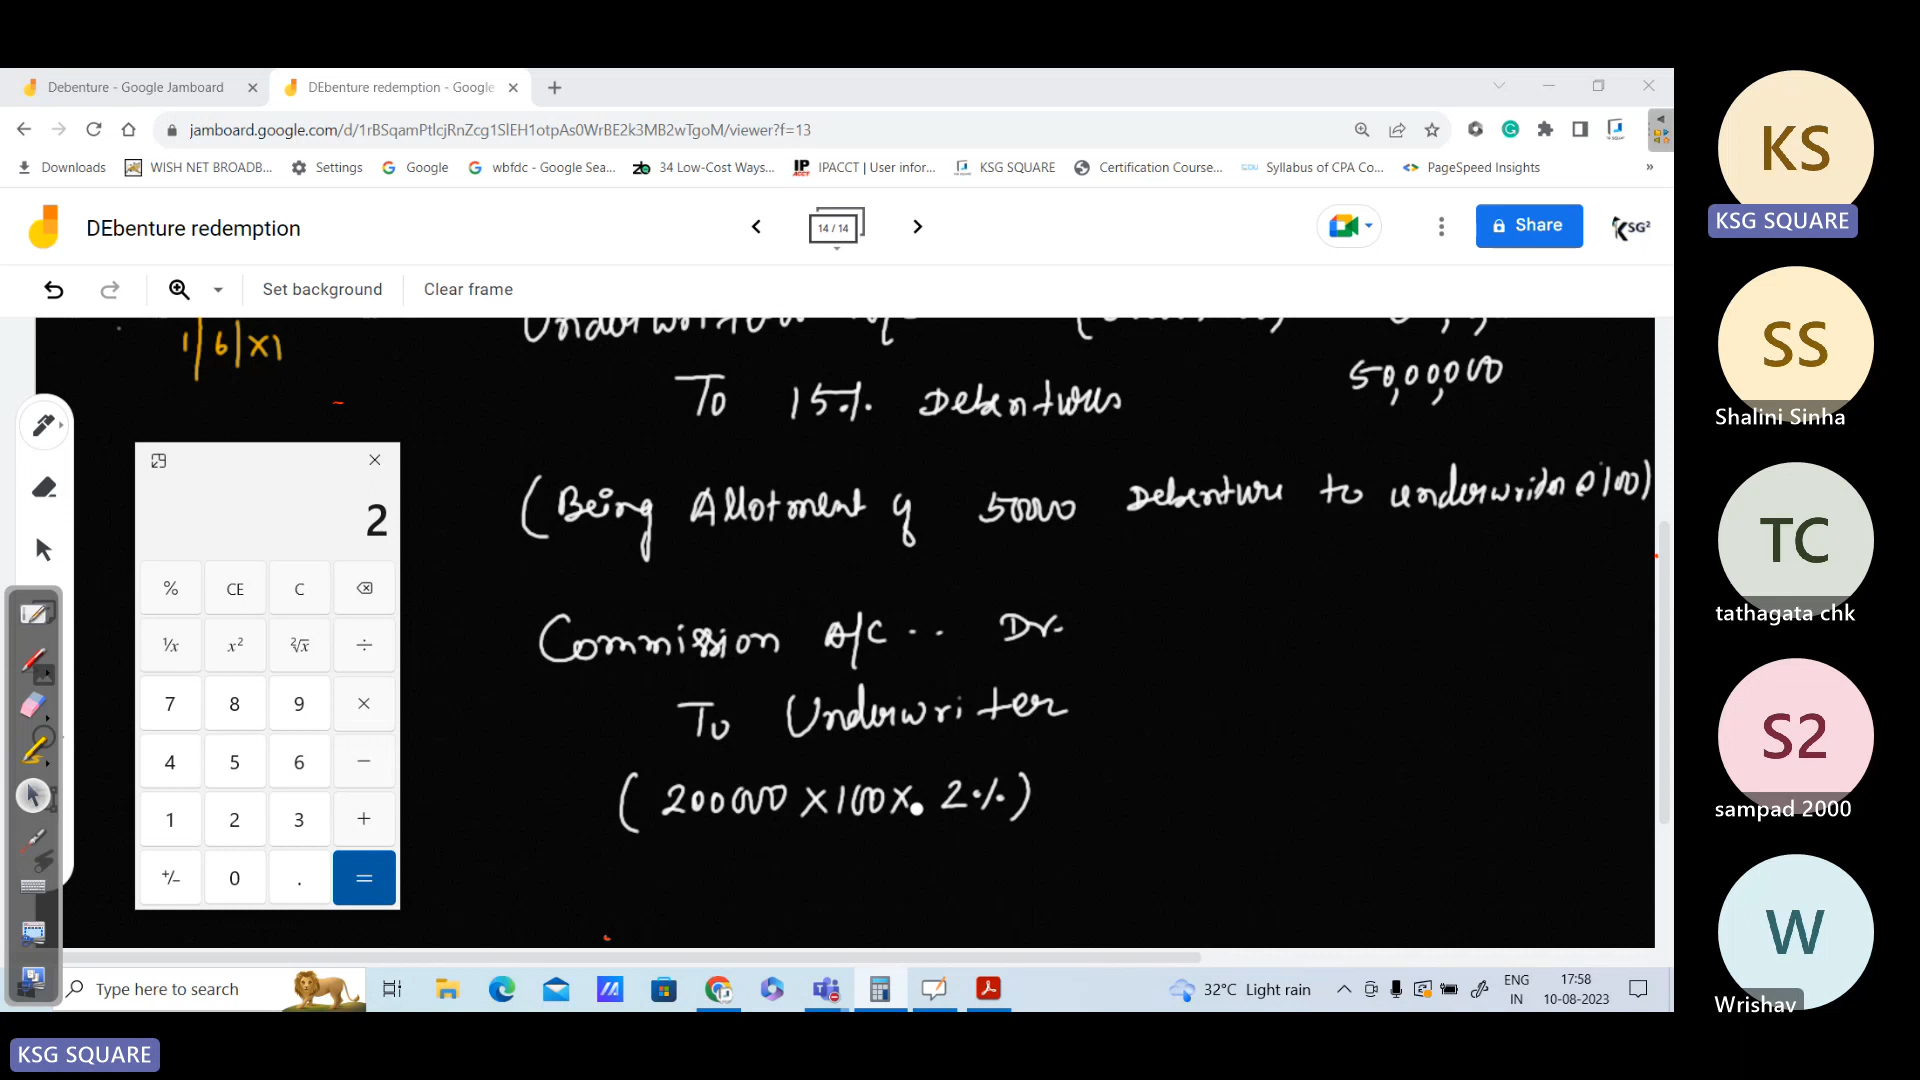 Debenture - Google Jamboard
DEbenture redemption - Google
jamboard.google.com/d/1rBSqamPtlcjRnZcg1SlEH1otpAs0WrBE2k3MB2wTgoM/viewer?f=13
Downloads WISH NET BROADB... Settings Google wbfdc - Google Sea... 34 Low-Cost Ways... IPACCT | User infor... KSG SQUARE Certification Course... Syllabus of CPA Co... PageSpeed Insights »
DEbenture redemption
14 / 14
Share
KSG²
Set background Clear frame
1/6/X1
To 15% Debentures 50,00,000
(Being Allotment of 50000 Debenture to underwriter @ 100)
Commission A/C .. Dr.
To Underwriter
(200000 X 100 X 2%)
2
% CE C
1/x x² ²√x ÷
7 8 9 ×
4 5 6 −
1 2 3 +
+/− 0 . =
Type here to search
32°C Light rain
ENG
IN
17:58
10-08-2023
KS
KSG SQUARE
SS
Shalini Sinha
TC
tathagata chk
S2
sampad 2000
W
Wrishav
KSG SQUARE